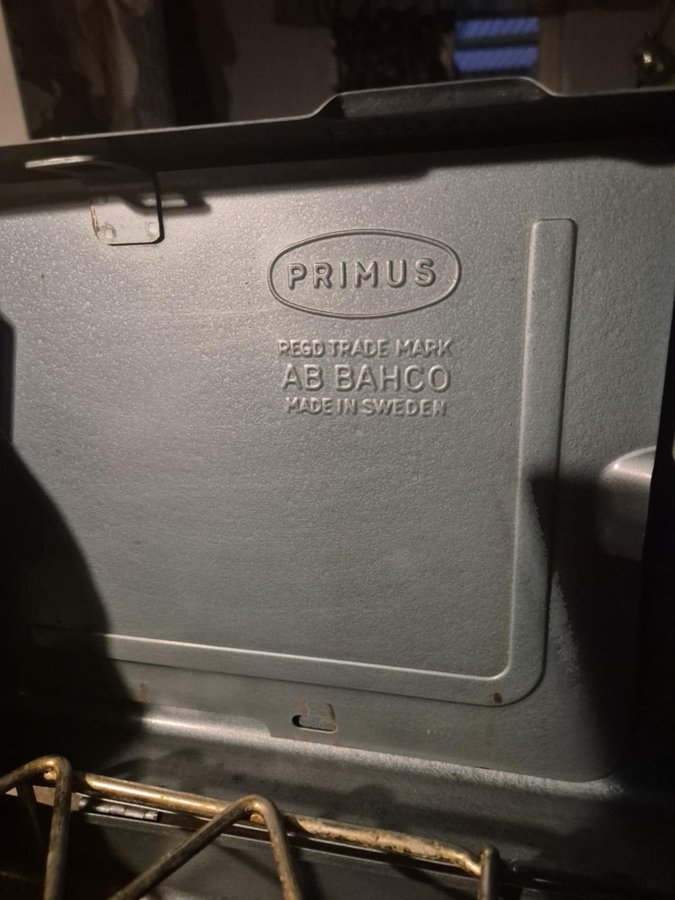 PRIMUS
REGD TRADE MARK
AB BAHCO
MADE IN SWEDEN